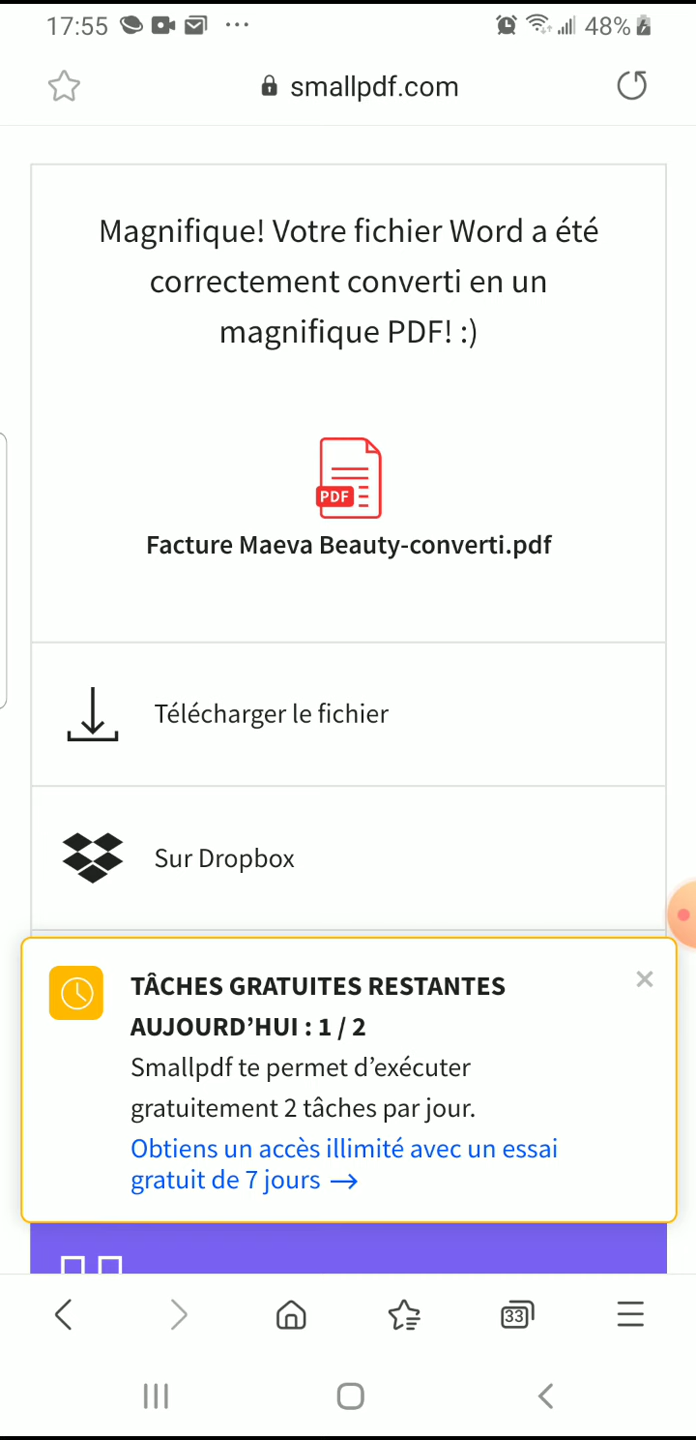 17:55
48%
smallpdf.com
Magnifique! Votre fichier Word a été
correctement converti en un
magnifique PDF! :)
PDF
Facture Maeva Beauty-converti.pdf
Télécharger le fichier
Sur Dropbox
TÂCHES GRATUITES RESTANTES
AUJOURD’HUI : 1 / 2
Smallpdf te permet d’exécuter
gratuitement 2 tâches par jour.
Obtiens un accès illimité avec un essai
gratuit de 7 jours →
33